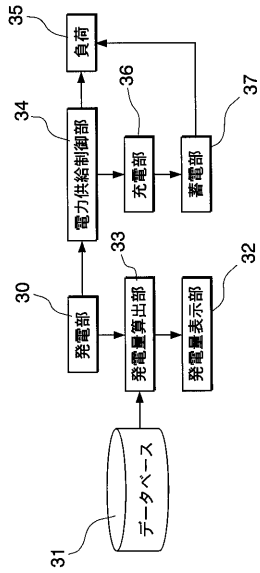 35
負荷
34
電力供給制御部
36
充電部
37
蓄電部
30
発電部
33
発電量算出部
32
発電量表示部
31
データベース